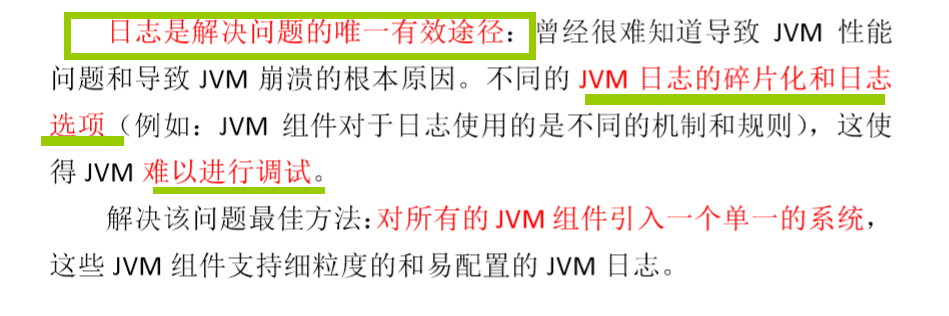 日志是解决问题的唯一有效途径：曾经很难知道导致 JVM 性能
问题和导致 JVM 崩溃的根本原因。不同的 JVM 日志的碎片化和日志
选项（例如：JVM 组件对于日志使用的是不同的机制和规则），这使
得 JVM 难以进行调试。
解决该问题最佳方法：对所有的 JVM 组件引入一个单一的系统，
这些 JVM 组件支持细粒度的和易配置的 JVM 日志。